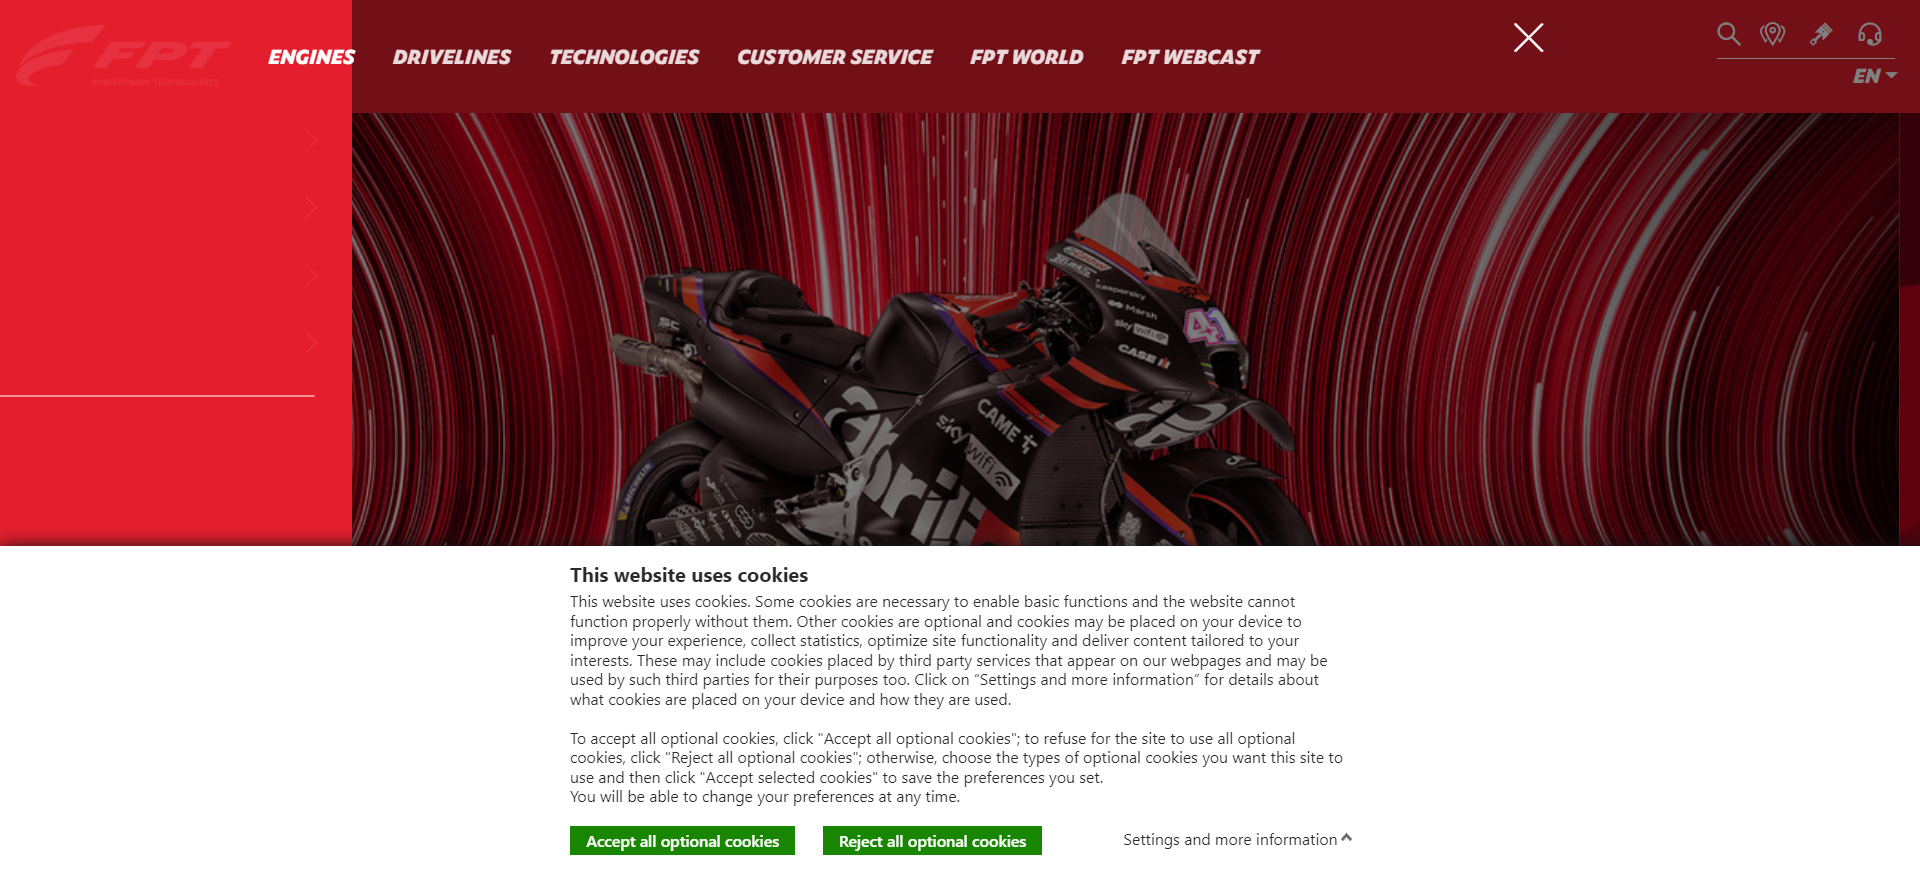 FPT
POWERTRAIN TECHNOLOGIES
ENGINES
DRIVELINES
TECHNOLOGIES
CUSTOMER SERVICE
FPT WORLD
FPT WEBCAST
EN
kaspersky
Marsh
sky wifi
41
CASE IH
SC
CAME
sky
wifi
aprilia
MICHELIN
This website uses cookies
This website uses cookies. Some cookies are necessary to enable basic functions and the website cannot
function properly without them. Other cookies are optional and cookies may be placed on your device to
improve your experience, collect statistics, optimize site functionality and deliver content tailored to your
interests. These may include cookies placed by third party services that appear on our webpages and may be
used by such third parties for their purposes too. Click on “Settings and more information” for details about
what cookies are placed on your device and how they are used.
To accept all optional cookies, click "Accept all optional cookies"; to refuse for the site to use all optional
cookies, click "Reject all optional cookies"; otherwise, choose the types of optional cookies you want this site to
use and then click "Accept selected cookies" to save the preferences you set.
You will be able to change your preferences at any time.
Accept all optional cookies
Reject all optional cookies
Settings and more information